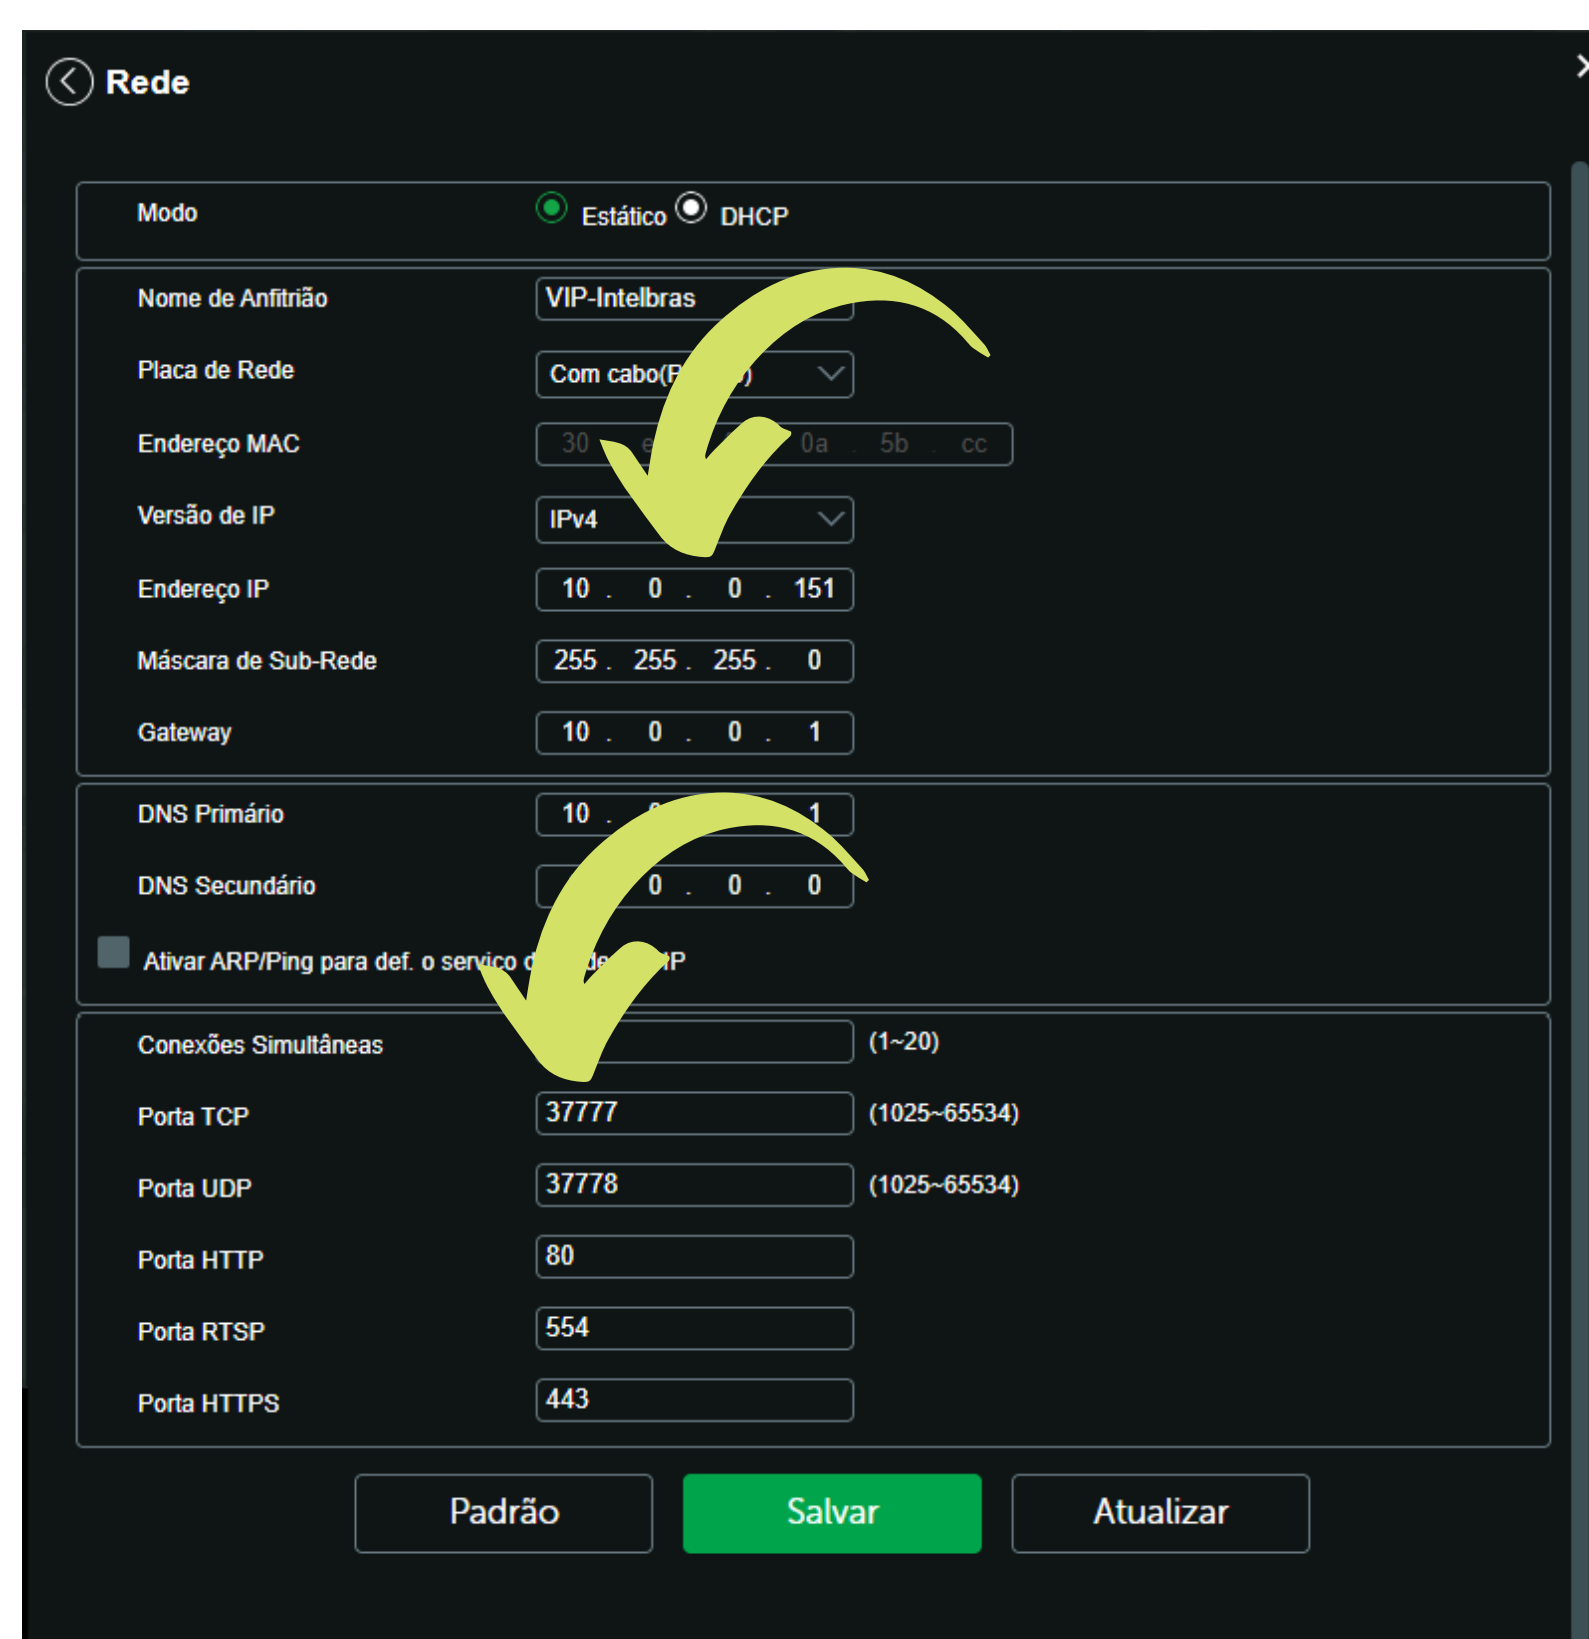 Rede
Modo Estático DHCP
Nome de Anfitrião VIP-Intelbras
Placa de Rede Com cabo(P
Endereço MAC 30 0a . 5b . cc
Versão de IP IPv4
Endereço IP 10 . 0 . 0 . 151
Máscara de Sub-Rede 255 . 255 . 255 . 0
Gateway 10 . 0 . 0 . 1
DNS Primário 10 . 1
DNS Secundário 0 . 0 . 0
Ativar ARP/Ping para def. o serviço
Conexões Simultâneas (1~20)
Porta TCP 37777 (1025~65534)
Porta UDP 37778 (1025~65534)
Porta HTTP 80
Porta RTSP 554
Porta HTTPS 443
Padrão Salvar Atualizar